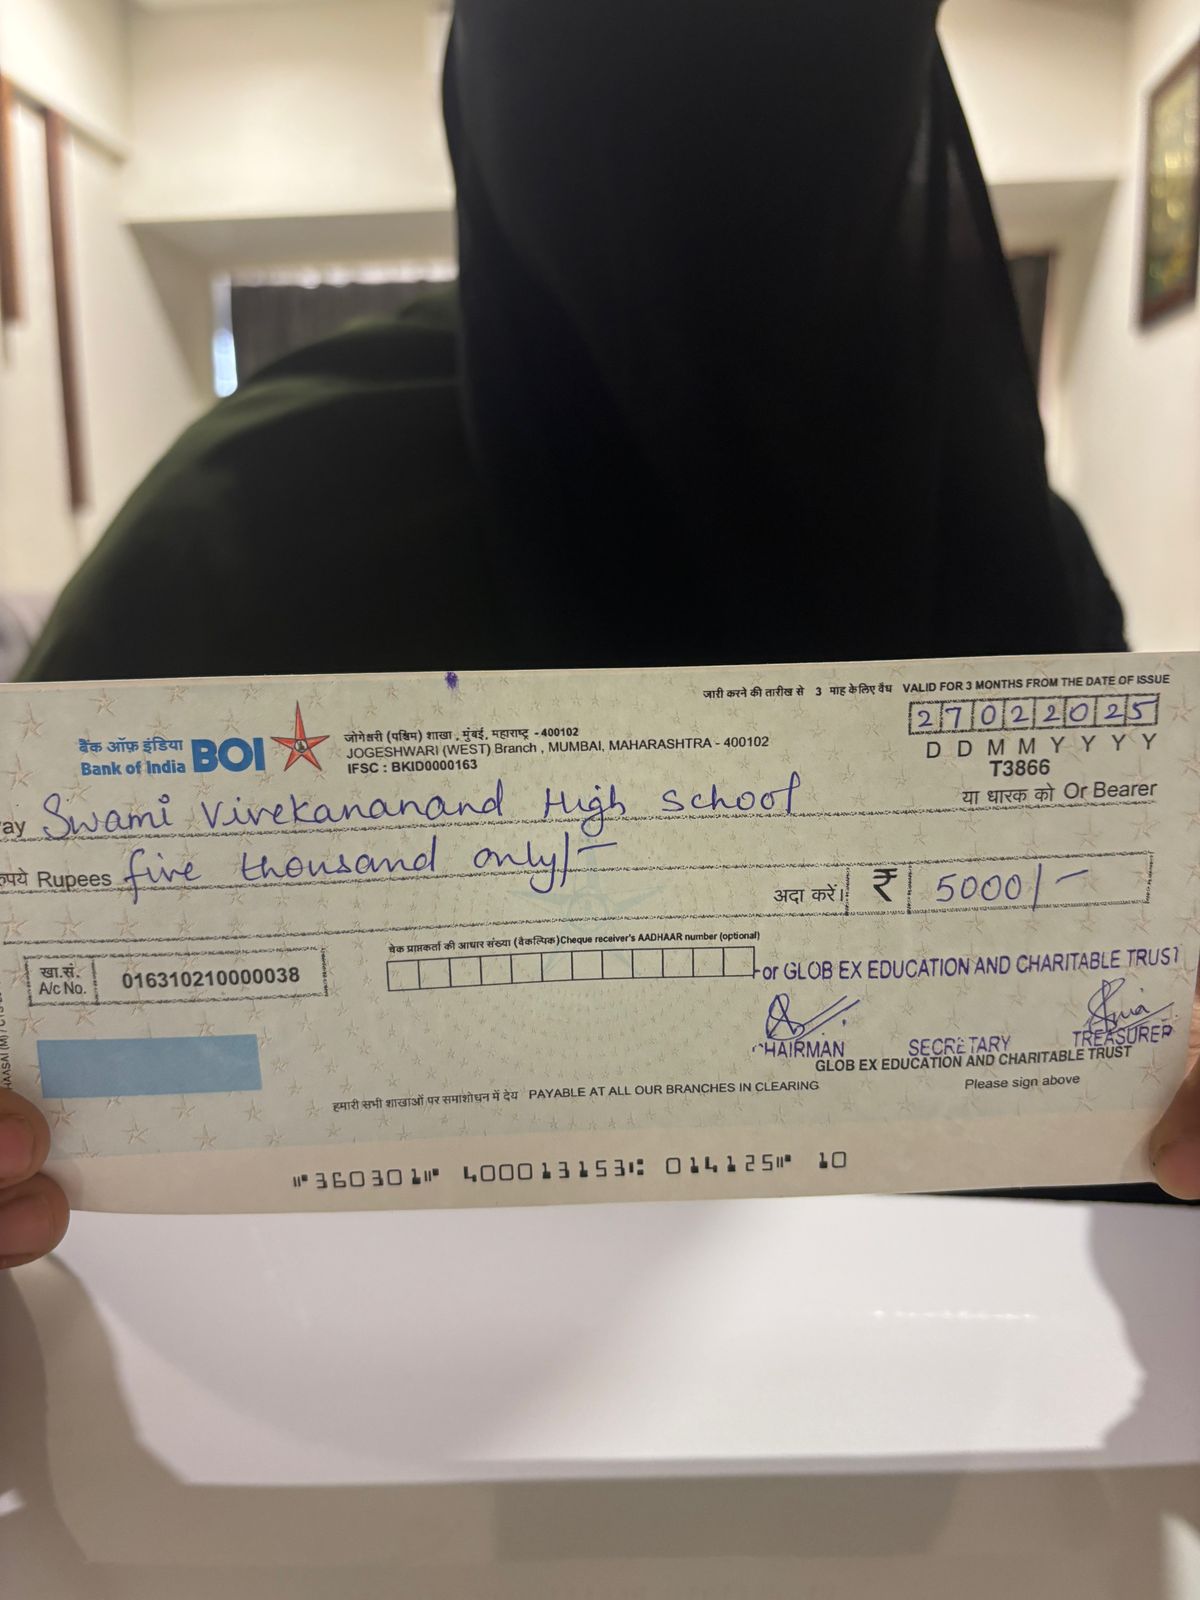 जारी करने की तारीख से 3 माह के लिए वैध VALID FOR 3 MONTHS FROM THE DATE OF ISSUE
27022025
D D M M Y Y Y Y
T3866
बैंक ऑफ़ इंडिया
Bank of India BOI
जोगेश्वरी (पश्चिम) शाखा, मुंबई, महाराष्ट्र - 400102
JOGESHWARI (WEST) Branch, MUMBAI, MAHARASHTRA - 400102
IFSC : BKID0000163
ay Swami Vivekananand High School या धारक को Or Bearer
रुपये Rupees five thousand only/-
अदा करें। ₹ 5000/-
चेक प्राप्तकर्ता की आधार संख्या (वैकल्पिक)Cheque receiver's AADHAAR number (optional)
खा.सं.
A/c No. 016310210000038
For GLOB EX EDUCATION AND CHARITABLE TRUST
CHAIRMAN SECRETARY TREASURER
GLOB EX EDUCATION AND CHARITABLE TRUST
Please sign above
हमारी सभी शाखाओं पर समाशोधन में देय PAYABLE AT ALL OUR BRANCHES IN CLEARING
⑈360301⑈ 400013153⑆ 014125⑈ 10